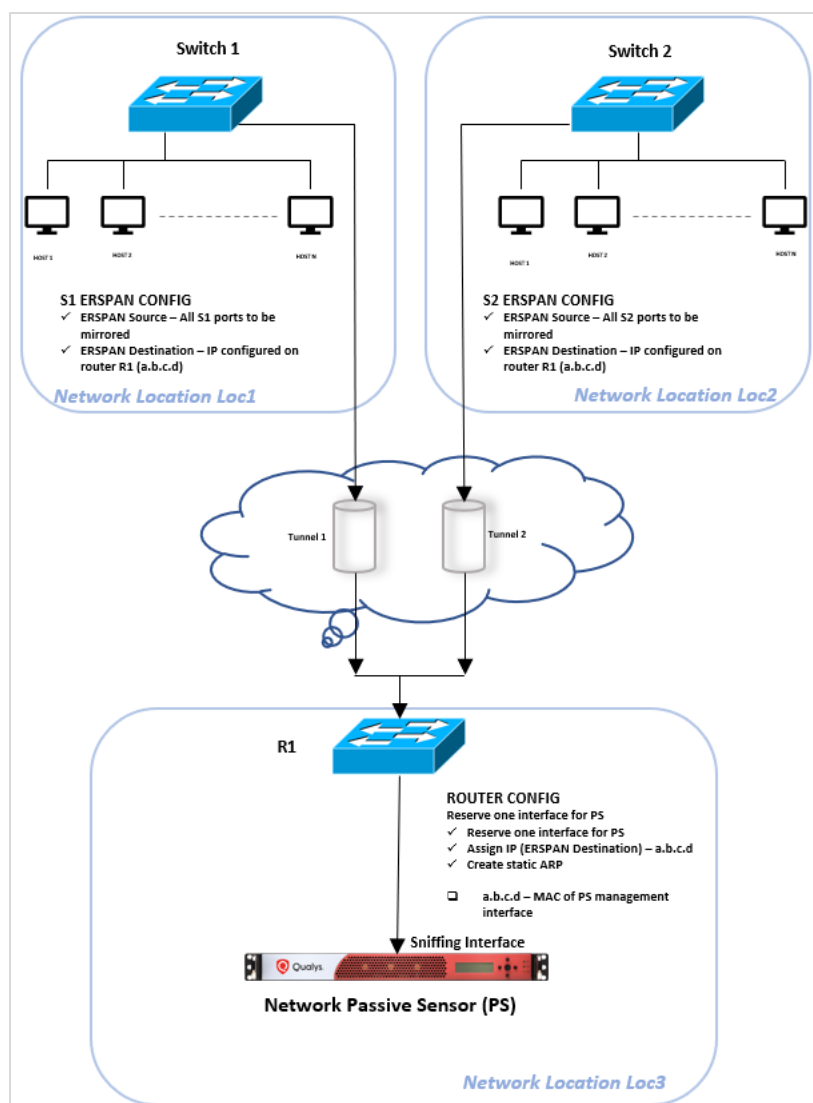 Switch 1
Switch 2
HOST 1
HOST 2
HOST N
HOST 1
HOST 2
HOST N
S1 ERSPAN CONFIG
✓ ERSPAN Source – All S1 ports to be
mirrored
✓ ERSPAN Destination – IP configured on
router R1 (a.b.c.d)
Network Location Loc1
S2 ERSPAN CONFIG
✓ ERSPAN Source – All S2 ports to be
mirrored
✓ ERSPAN Destination – IP configured on
router R1 (a.b.c.d)
Network Location Loc2
Tunnel 1
Tunnel 2
R1
ROUTER CONFIG
Reserve one interface for PS
✓ Reserve one interface for PS
✓ Assign IP (ERSPAN Destination) – a.b.c.d
✓ Create static ARP
❑ a.b.c.d – MAC of PS management
interface
Sniffing Interface
Qualys.
Network Passive Sensor (PS)
Network Location Loc3